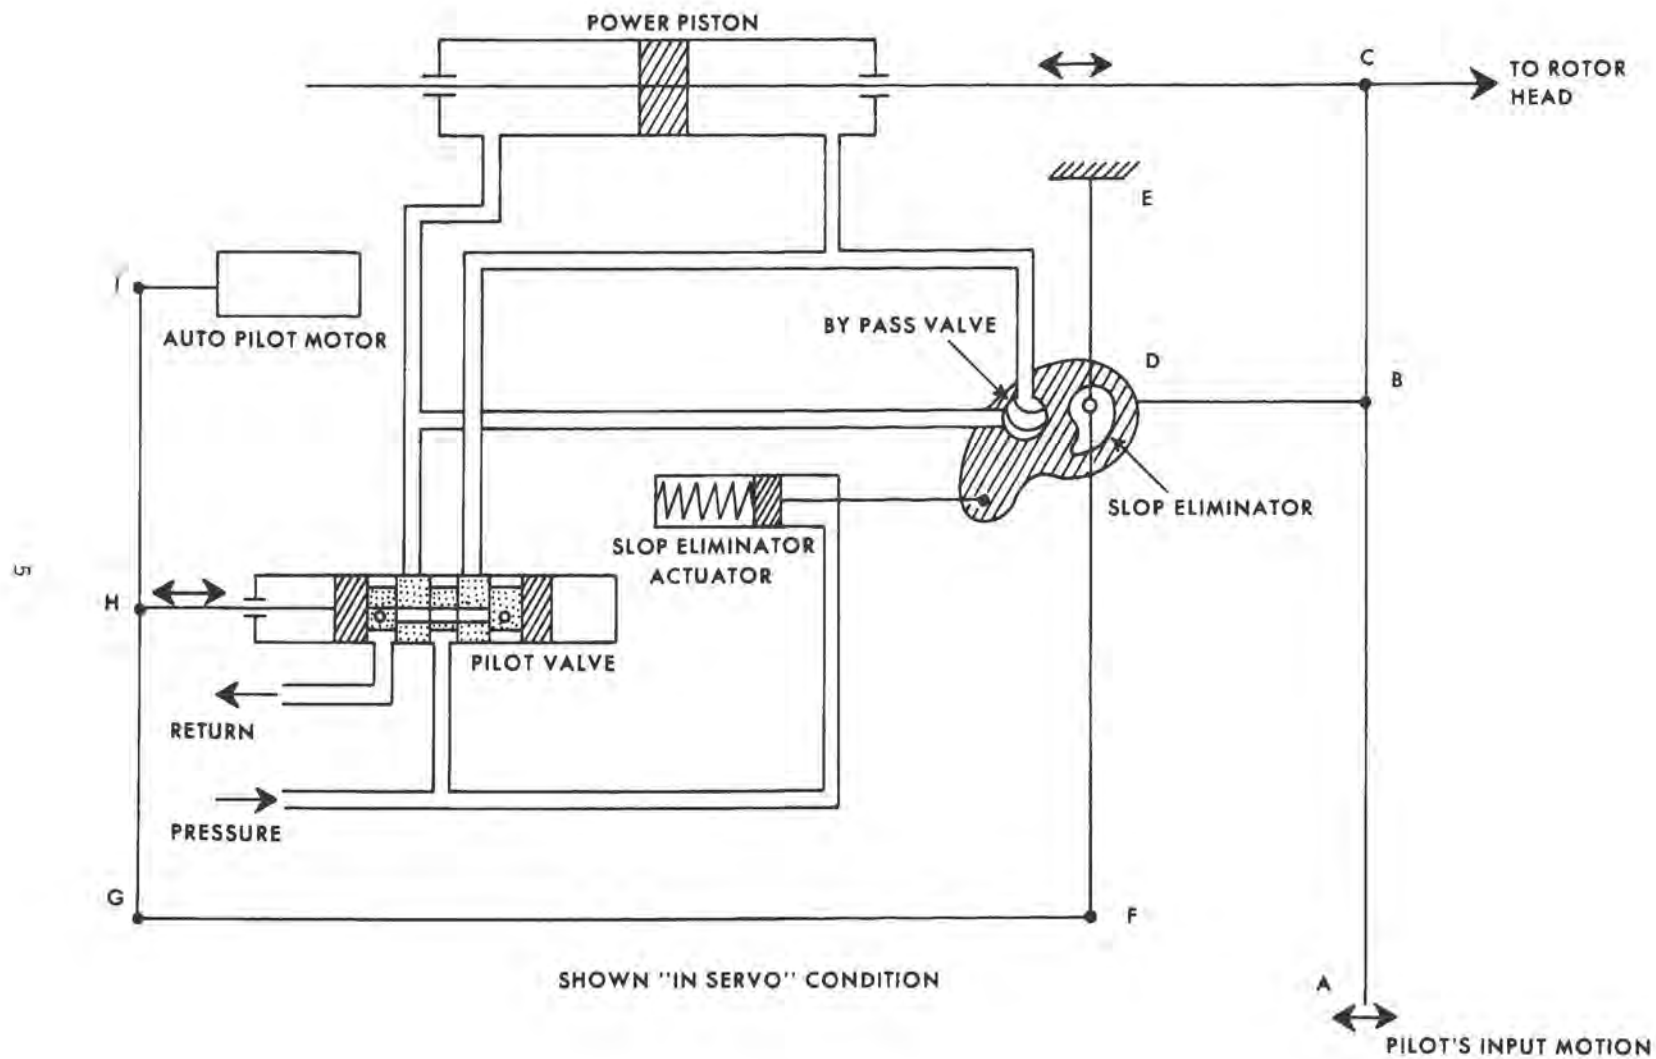 POWER PISTON
C
TO ROTOR
HEAD
E
I
AUTO PILOT MOTOR
BY PASS VALVE
D
B
SLOP ELIMINATOR
SLOP ELIMINATOR
ACTUATOR
5
H
PILOT VALVE
RETURN
PRESSURE
G
F
SHOWN "IN SERVO" CONDITION
A
PILOT'S INPUT MOTION